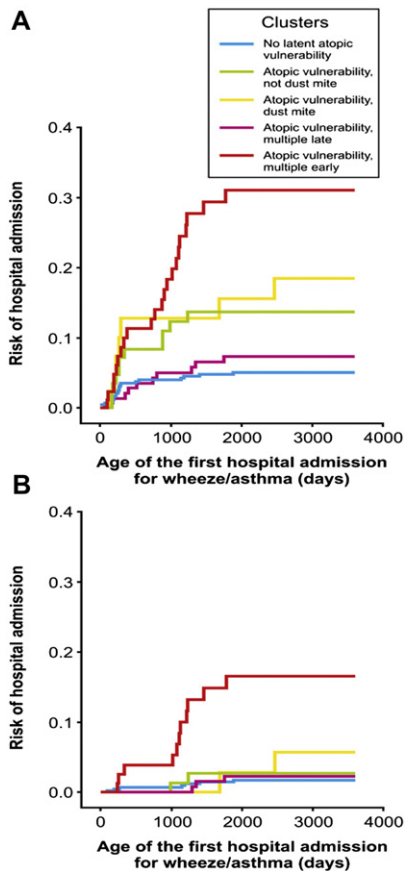 A
Clusters
No latent atopic
vulnerability
Atopic vulnerability,
not dust mite
Atopic vulnerability,
dust mite
Atopic vulnerability,
multiple late
Atopic vulnerability,
multiple early
Risk of hospital admission
0.4
0.3
0.2
0.1
0.0
0 1000 2000 3000 4000
Age of the first hospital admission
for wheeze/asthma (days)
B
Risk of hospital admission
0.4
0.3
0.2
0.1
0.0
0 1000 2000 3000 4000
Age of the first hospital admission
for wheeze/asthma (days)